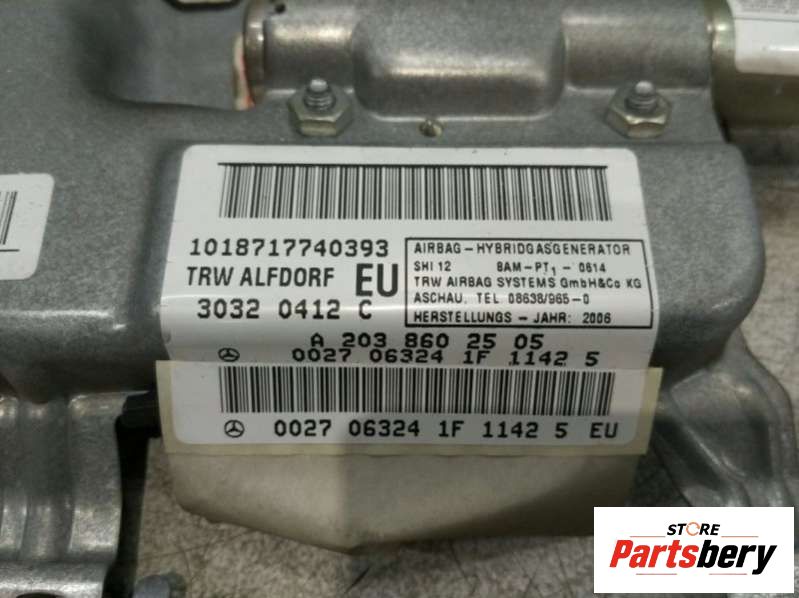 1018717740393
TRW ALFDORF EU
3032 0412 C
AIRBAG - HYBRIDGASGENERATOR
SHI 12 BAM-PT1 - 0614
TRW AIRBAG SYSTEMS GmbH&Co KG
ASCHAU, TEL 08638/965-0
HERSTELLUNGS - JAHR: 2006
A 203 860 25 05
0027 06324 1F 1142 5
0027 06324 1F 1142 5 EU
STORE
Partsbery